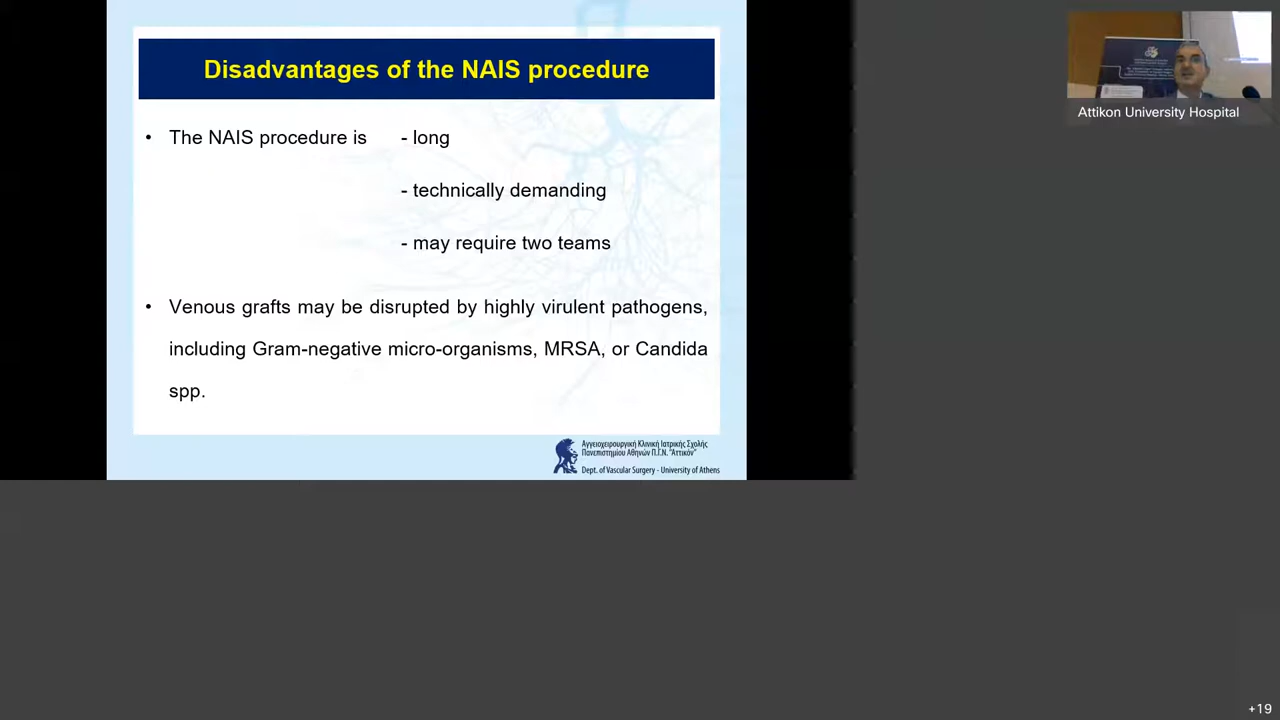 Disadvantages of the NAIS procedure
• The NAIS procedure is - long
- technically demanding
- may require two teams
• Venous grafts may be disrupted by highly virulent pathogens,
including Gram-negative micro-organisms, MRSA, or Candida
spp.
Αγγειοχειρουργική Κλινική Ιατρικής Σχολής
Πανεπιστημίου Αθηνών Π.Γ.Ν. "Αττικόν"
Dept. of Vascular Surgery - University of Athens
Attikon University Hospital
+19